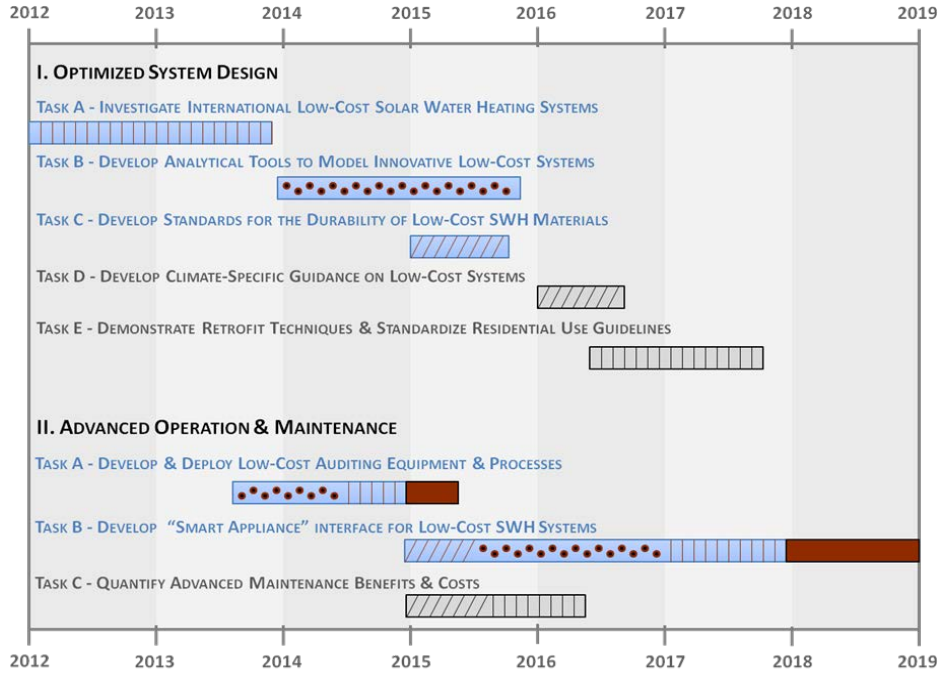 2012 2013 2014 2015 2016 2017 2018 2019
I. Optimized System Design
Task A - Investigate International Low-Cost Solar Water Heating Systems
Task B - Develop Analytical Tools to Model Innovative Low-Cost Systems
Task C - Develop Standards for the Durability of Low-Cost SWH Materials
Task D - Develop Climate-Specific Guidance on Low-Cost Systems
Task E - Demonstrate Retrofit Techniques & Standardize Residential Use Guidelines
II. Advanced Operation & Maintenance
Task A - Develop & Deploy Low-Cost Auditing Equipment & Processes
Task B - Develop “Smart Appliance” interface for Low-Cost SWH Systems
Task C - Quantify Advanced Maintenance Benefits & Costs
2012 2013 2014 2015 2016 2017 2018 2019